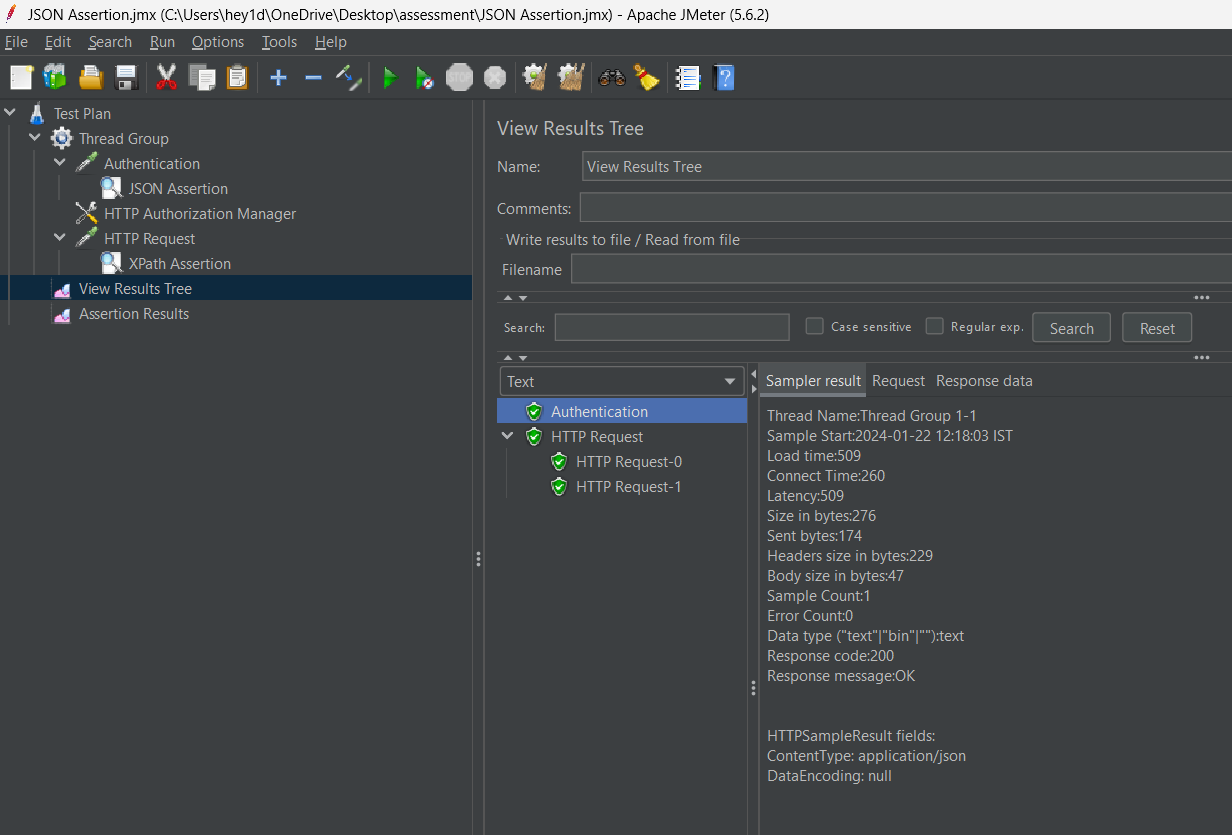 JSON Assertion.jmx (C:\Users\hey1d\OneDrive\Desktop\assessment\JSON Assertion.jmx) - Apache JMeter (5.6.2)
File Edit Search Run Options Tools Help
STOP
Test Plan
Thread Group
Authentication
JSON Assertion
HTTP Authorization Manager
HTTP Request
XPath Assertion
View Results Tree
Assertion Results
View Results Tree
Name: View Results Tree
Comments:
Write results to file / Read from file
Filename
Search: Case sensitive Regular exp. Search Reset
Text
Authentication
HTTP Request
HTTP Request-0
HTTP Request-1
Sampler result Request Response data
Thread Name:Thread Group 1-1
Sample Start:2024-01-22 12:18:03 IST
Load time:509
Connect Time:260
Latency:509
Size in bytes:276
Sent bytes:174
Headers size in bytes:229
Body size in bytes:47
Sample Count:1
Error Count:0
Data type ("text"|"bin"|""):text
Response code:200
Response message:OK
HTTPSampleResult fields:
ContentType: application/json
DataEncoding: null